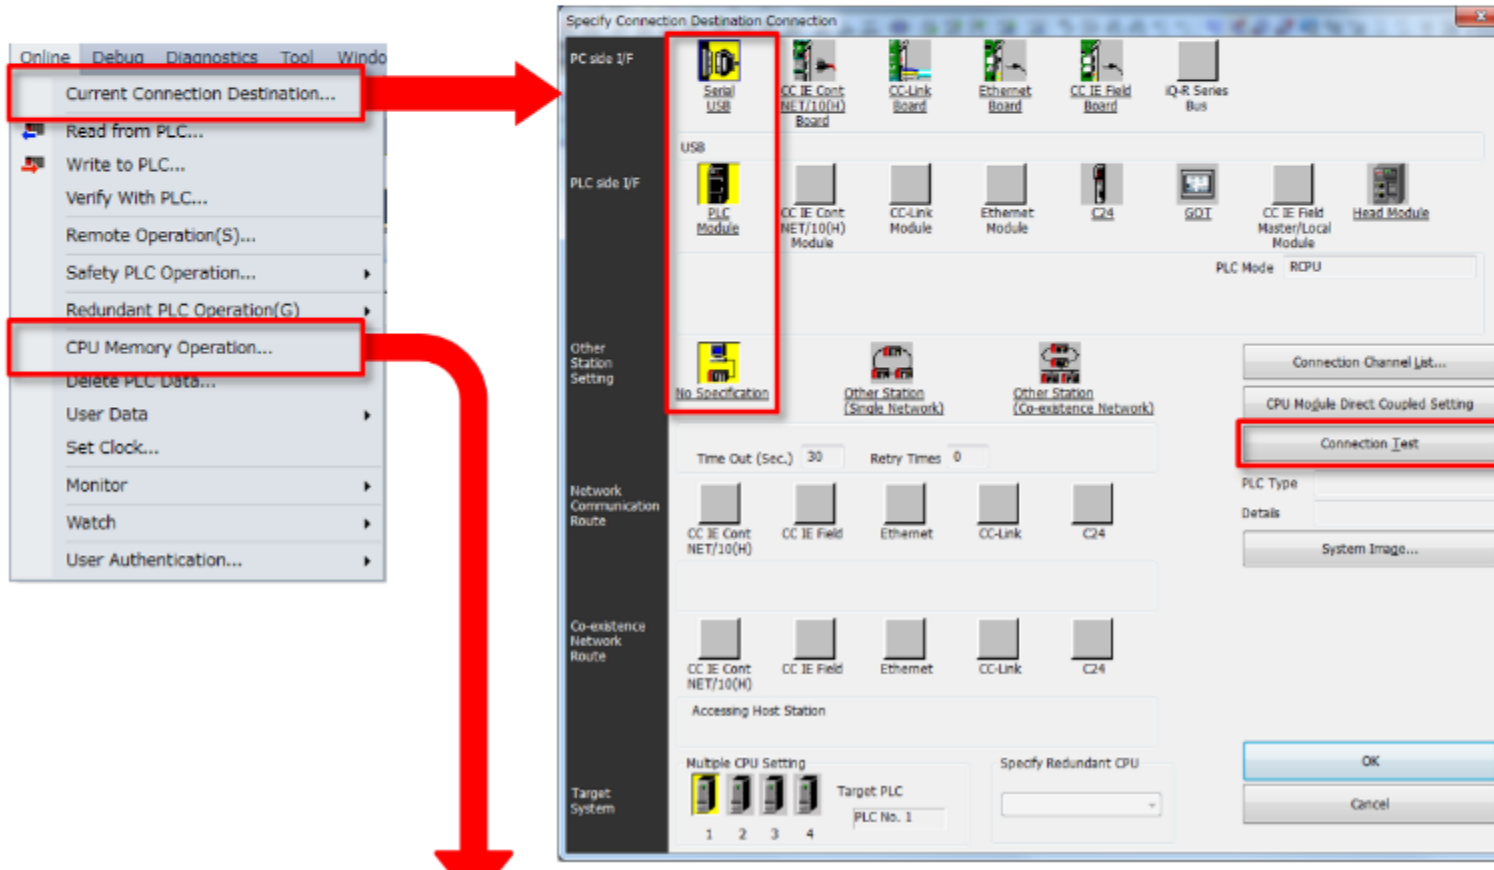 Online Debug Diagnostics Tool Windo
Current Connection Destination...
Read from PLC...
Write to PLC...
Verify With PLC...
Remote Operation(S)...
Safety PLC Operation...
Redundant PLC Operation(G)
CPU Memory Operation...
Delete PLC Data...
User Data
Set Clock...
Monitor
Watch
User Authentication...
Specify Connection Destination Connection
PC side I/F
Serial
USB
CC IE Cont
NET/10(H)
Board
CC-Link
Board
Ethernet
Board
CC IE Field
Board
iQ-R Series
Bus
USB
PLC side I/F
PLC
Module
CC IE Cont
NET/10(H)
Module
CC-Link
Module
Ethernet
Module
C24
GOT
CC IE Field
Master/Local
Module
Head Module
PLC Mode RCPU
Other
Station
Setting
No Specification
Other Station
(Single Network)
Other Station
(Co-existence Network)
Connection Channel List...
CPU Module Direct Coupled Setting
Connection Test
PLC Type
Details
System Image...
Time Out (Sec.) 30 Retry Times 0
Network
Communication
Route
CC IE Cont
NET/10(H)
CC IE Field
Ethernet
CC-Link
C24
Co-existence
Network
Route
CC IE Cont
NET/10(H)
CC IE Field
Ethernet
CC-Link
C24
Accessing Host Station
Target
System
Multiple CPU Setting
1 2 3 4
Target PLC
PLC No. 1
Specify Redundant CPU
OK
Cancel